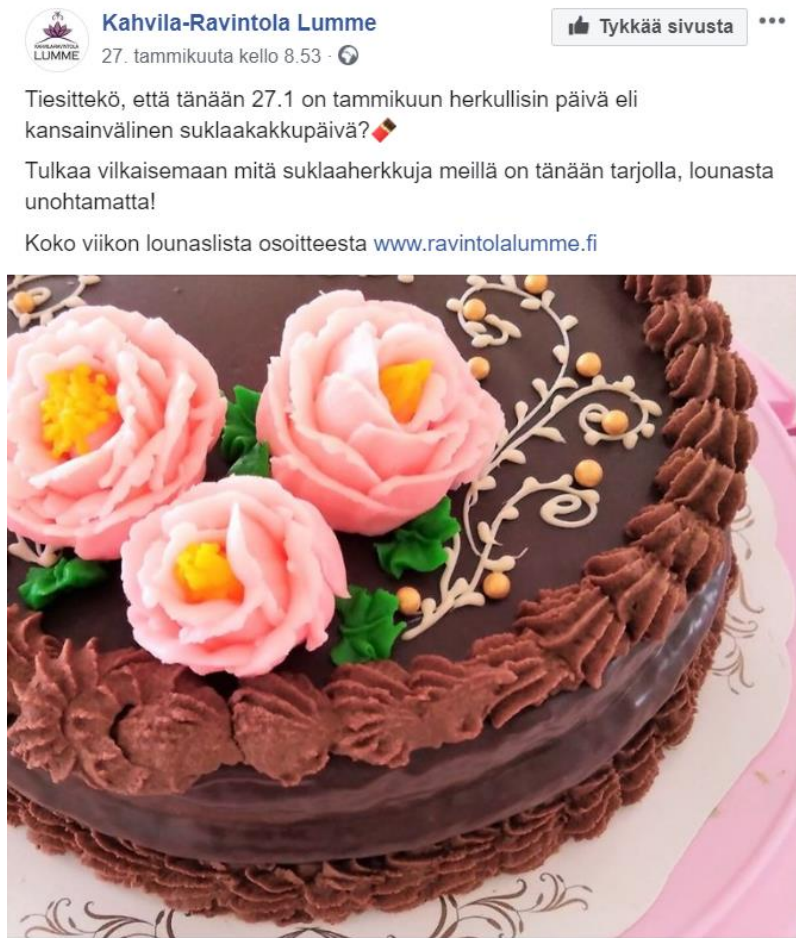 Kahvila-Ravintola Lumme
Tykkää sivusta
27. tammikuuta kello 8.53 ·
KAHVILA-RAVINTOLA
LUMME
Tiesittekö, että tänään 27.1 on tammikuun herkullisin päivä eli
kansainvälinen suklaakakkupäivä?
Tulkaa vilkaisemaan mitä suklaaherkkuja meillä on tänään tarjolla, lounasta
unohtamatta!
Koko viikon lounaslista osoitteesta www.ravintolalumme.fi